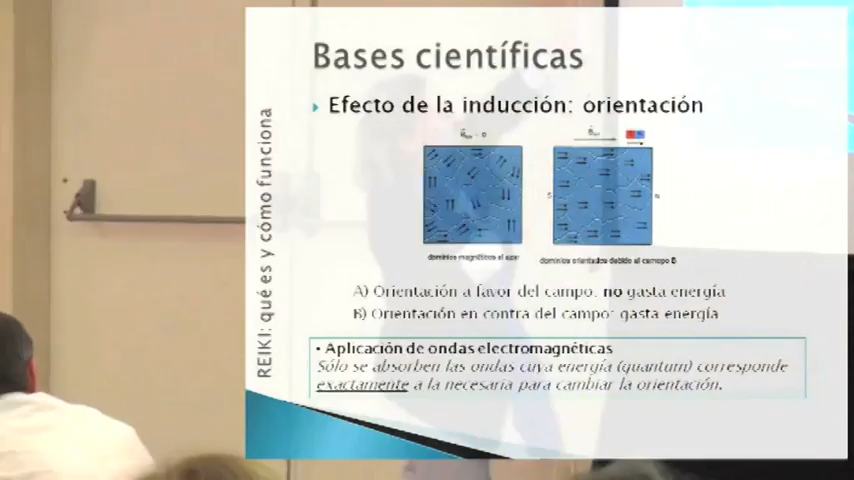 Bases científicas
Efecto de la inducción: orientación
REIKI: qué es y cómo funciona
S
N
dominios magnéticos al azar
dominios orientados debido al campo B
A) Orientación a favor del campo: no gasta energía
B) Orientación en contra del campo: gasta energía
• Aplicación de ondas electromagnéticas
Sólo se absorben las ondas cuya energía (quantum) corresponde
exactamente a la necesaria para cambiar la orientación.